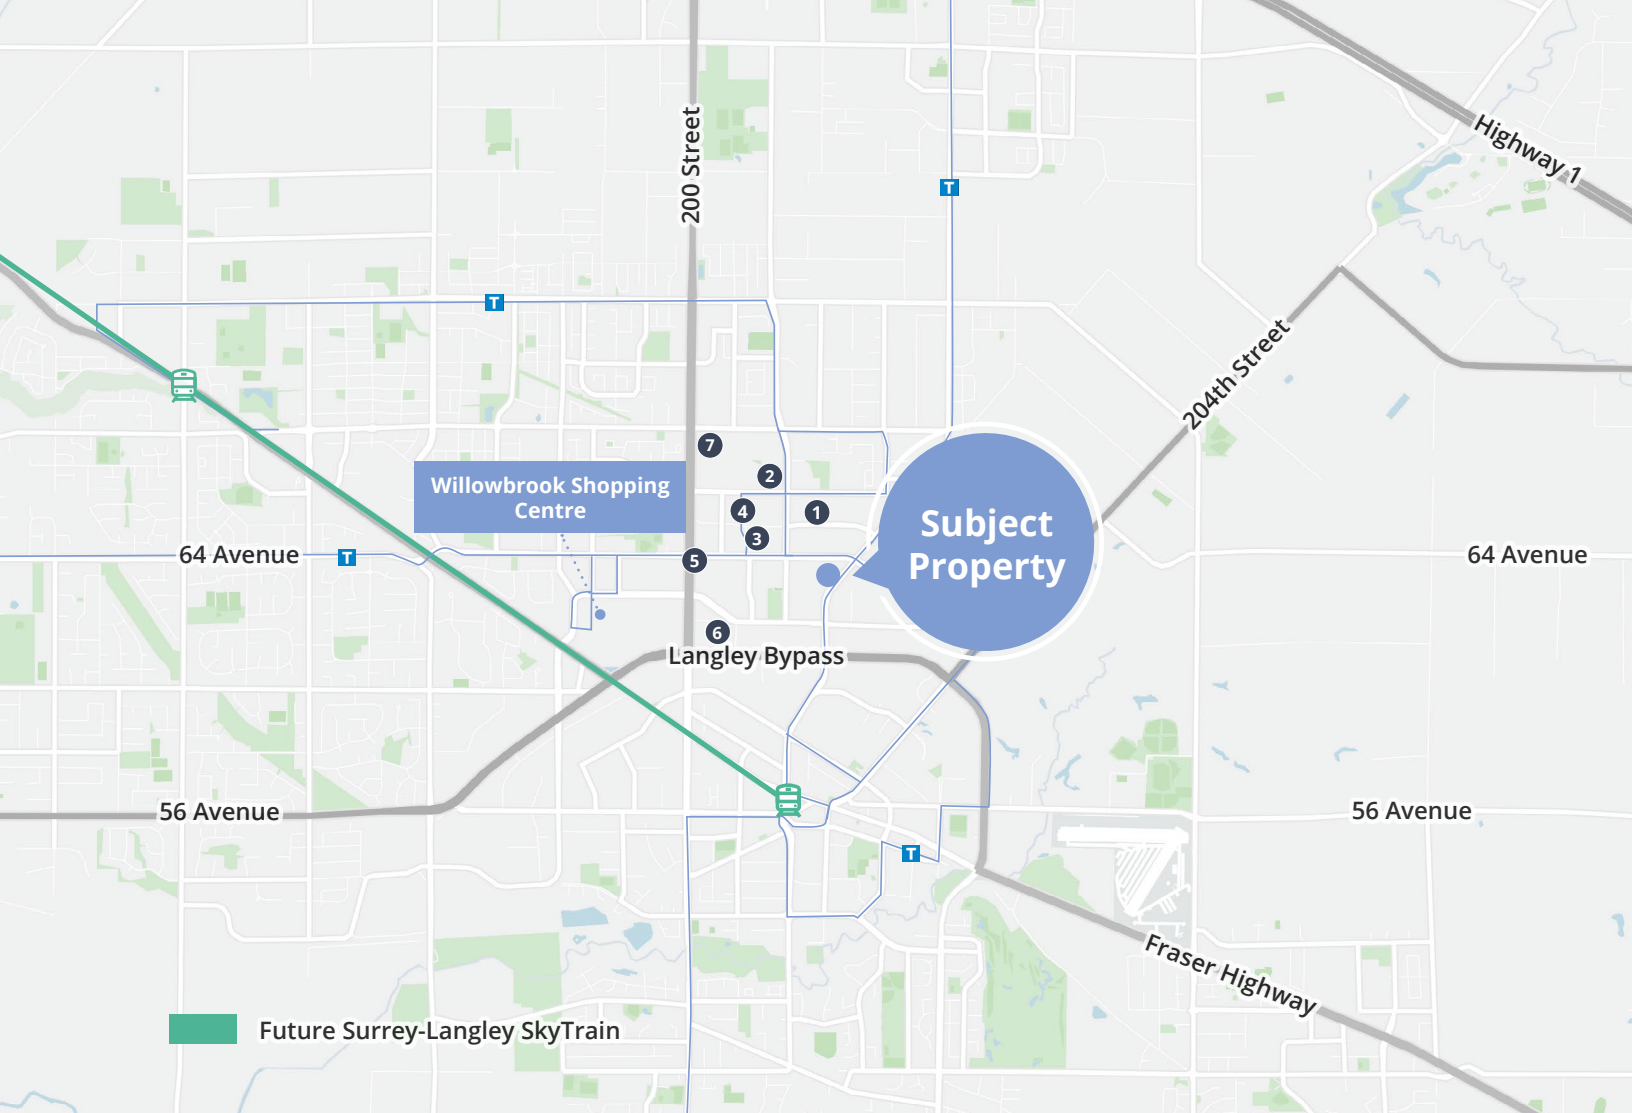 Highway 1
200 Street
T
T
204th Street
7
2
Willowbrook Shopping
Centre
4
1
3
5
Subject
Property
64 Avenue
T
64 Avenue
6
Langley Bypass
56 Avenue
56 Avenue
T
Fraser Highway
Future Surrey-Langley SkyTrain